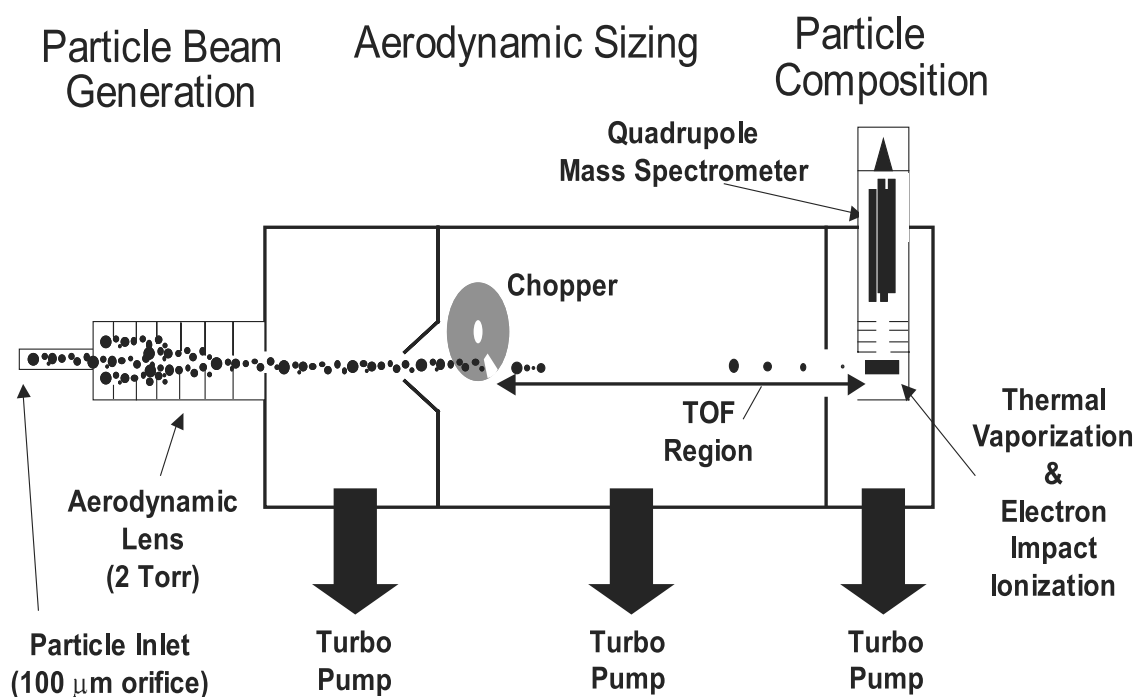 Particle Beam
Generation
Aerodynamic Sizing
Particle
Composition
Quadrupole
Mass Spectrometer
Chopper
TOF
Region
Thermal
Vaporization
&
Electron
Impact
Ionization
Aerodynamic
Lens
(2 Torr)
Particle Inlet
(100 μm orifice)
Turbo
Pump
Turbo
Pump
Turbo
Pump